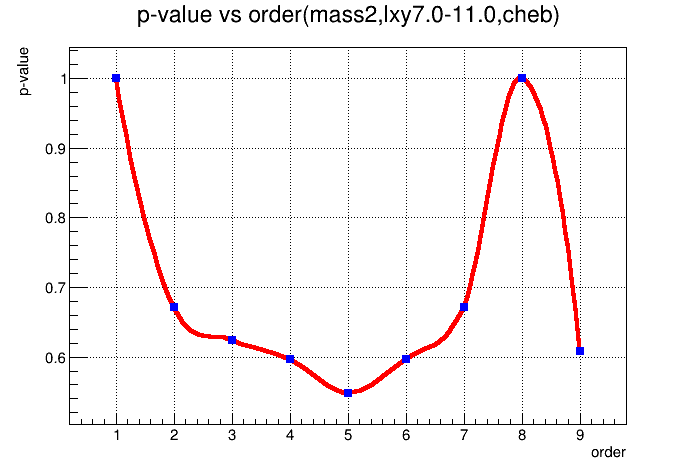 p-value vs order(mass2,lxy7.0-11.0,cheb)
p-value
1
0.9
0.8
0.7
0.6
1 2 3 4 5 6 7 8 9
order